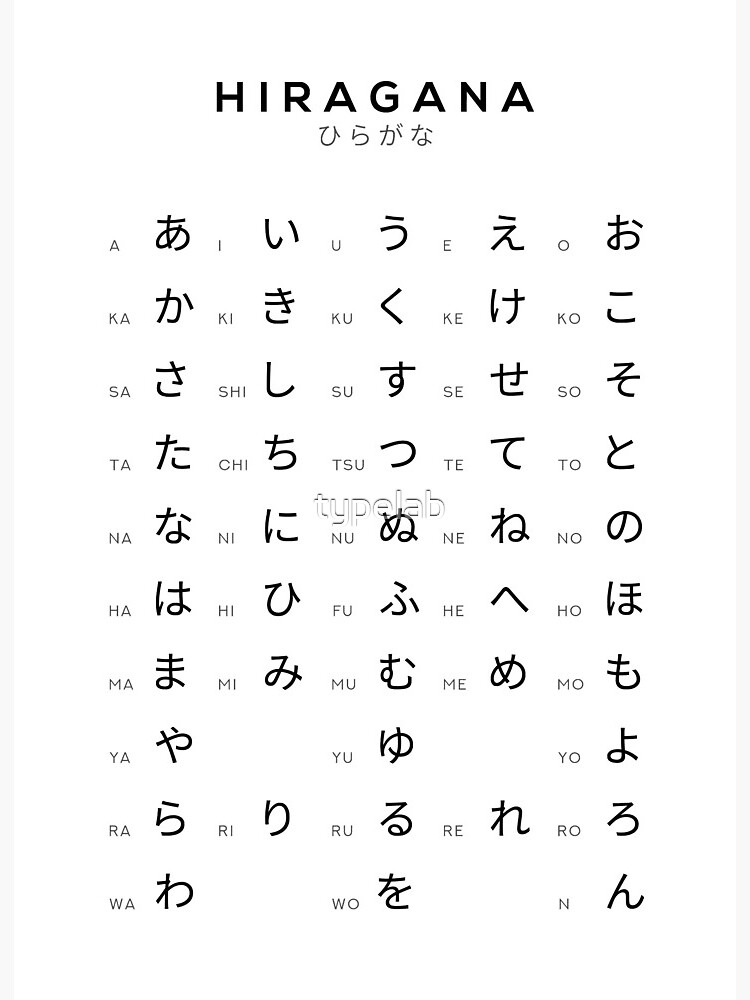 HIRAGANA
ひらがな
A あ I い U う E え O お
KA か KI き KU く KE け KO こ
SA さ SHI し SU す SE せ SO そ
TA た CHI ち TSU つ TE て TO と
typelab
NA な NI に NU ぬ NE ね NO の
HA は HI ひ FU ふ HE へ HO ほ
MA ま MI み MU む ME め MO も
YA や YU ゆ YO よ
RA ら RI り RU る RE れ RO ろ
WA わ WO を N ん